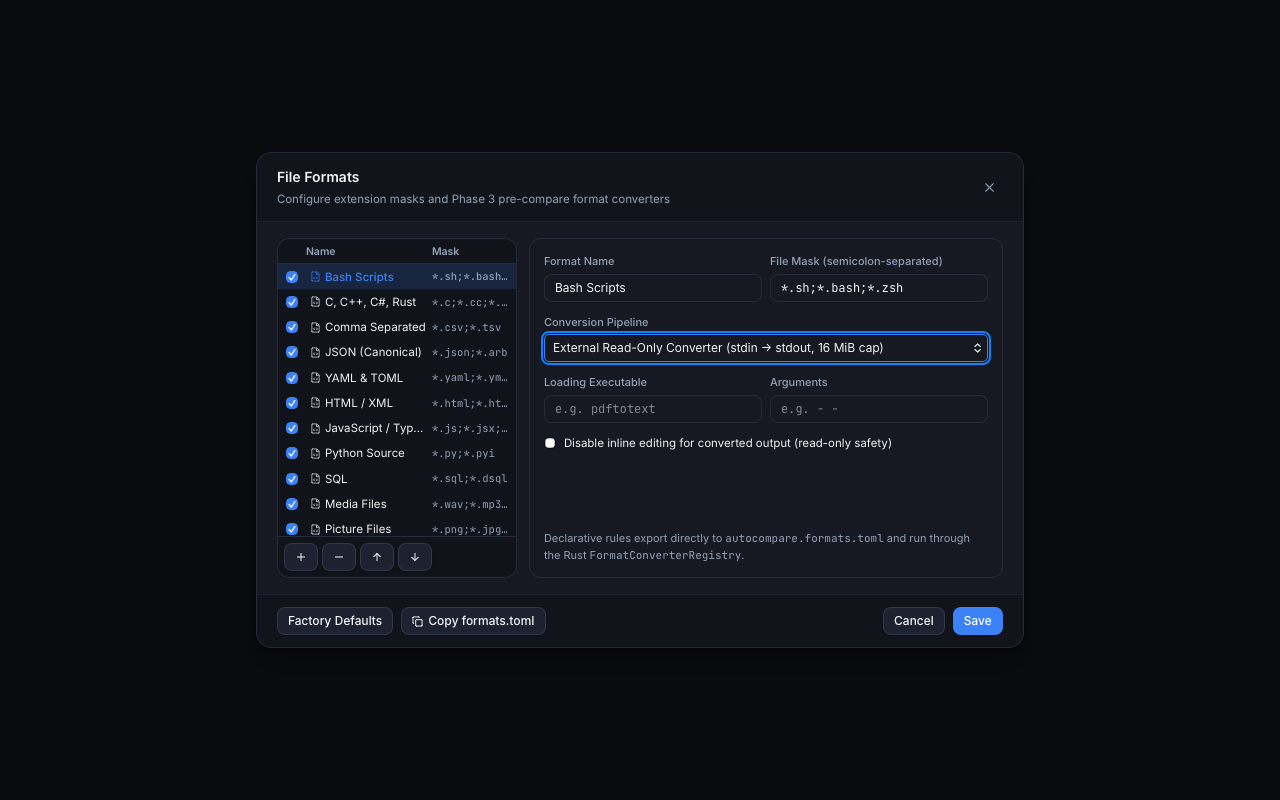 File Formats
Configure extension masks and Phase 3 pre-compare format converters
Name Mask
Bash Scripts *.sh;*.bash…
C, C++, C#, Rust *.c;*.cc;*.…
Comma Separated *.csv;*.tsv
JSON (Canonical) *.json;*.arb
YAML & TOML *.yaml;*.ym…
HTML / XML *.html;*.ht…
JavaScript / Typ… *.js;*.jsx;…
Python Source *.py;*.pyi
SQL *.sql;*.dsql
Media Files *.wav;*.mp3…
Picture Files *.png;*.jpg…
Format Name File Mask (semicolon-separated)
Bash Scripts *.sh;*.bash;*.zsh
Conversion Pipeline
External Read-Only Converter (stdin → stdout, 16 MiB cap)
Loading Executable Arguments
e.g. pdftotext e.g. - -
Disable inline editing for converted output (read-only safety)
Declarative rules export directly to autocompare.formats.toml and run through
the Rust FormatConverterRegistry.
Factory Defaults Copy formats.toml Cancel Save